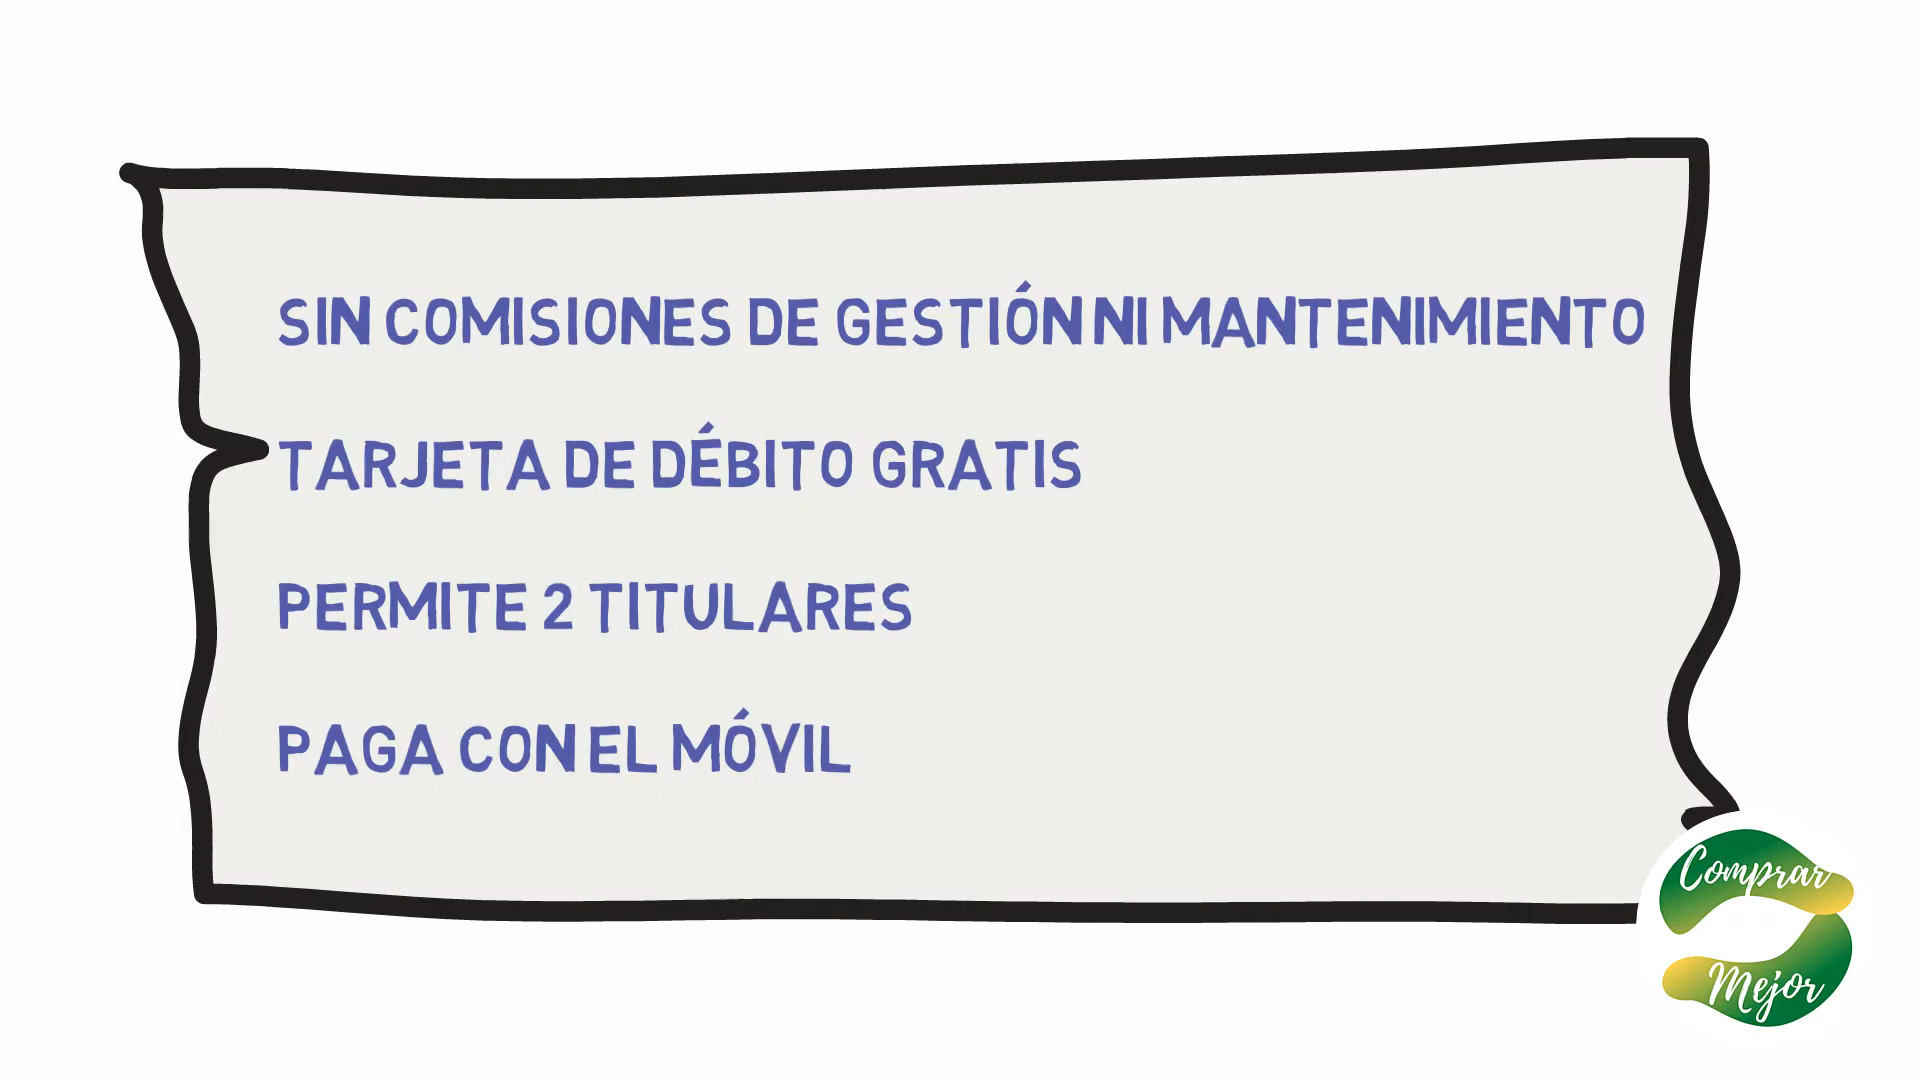 SIN COMISIONES DE GESTIÓN NI MANTENIMIENTO
TARJETA DE DÉBITO GRATIS
PERMITE 2 TITULARES
PAGA CON EL MÓVIL
Comprar
Mejor